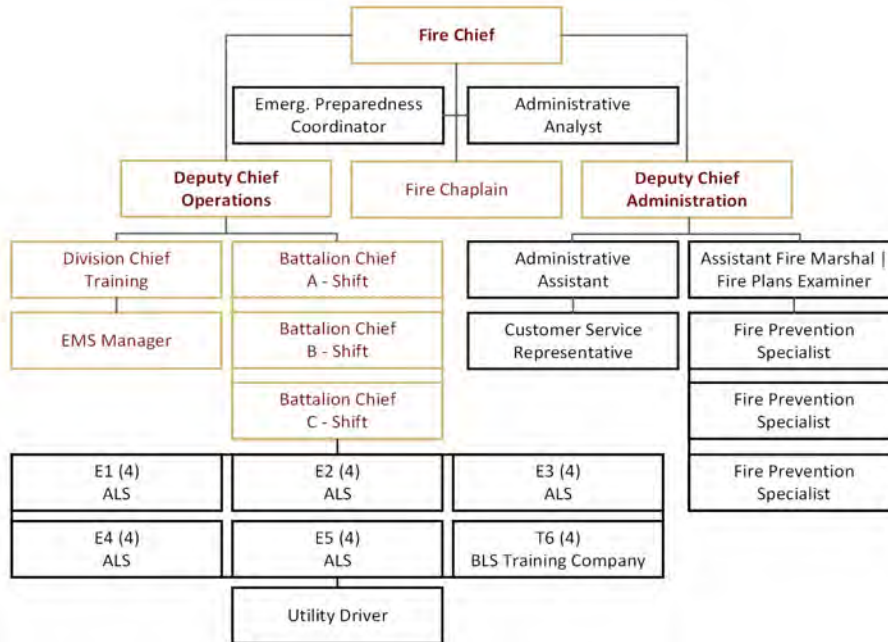 Fire Chief
Emerg. Preparedness
Coordinator
Administrative
Analyst
Deputy Chief
Operations
Fire Chaplain
Deputy Chief
Administration
Division Chief
Training
Battalion Chief
A - Shift
Administrative
Assistant
Assistant Fire Marshal |
Fire Plans Examiner
EMS Manager
Battalion Chief
B - Shift
Customer Service
Representative
Fire Prevention
Specialist
Battalion Chief
C - Shift
Fire Prevention
Specialist
E1 (4)
ALS
E2 (4)
ALS
E3 (4)
ALS
Fire Prevention
Specialist
E4 (4)
ALS
E5 (4)
ALS
T6 (4)
BLS Training Company
Utility Driver